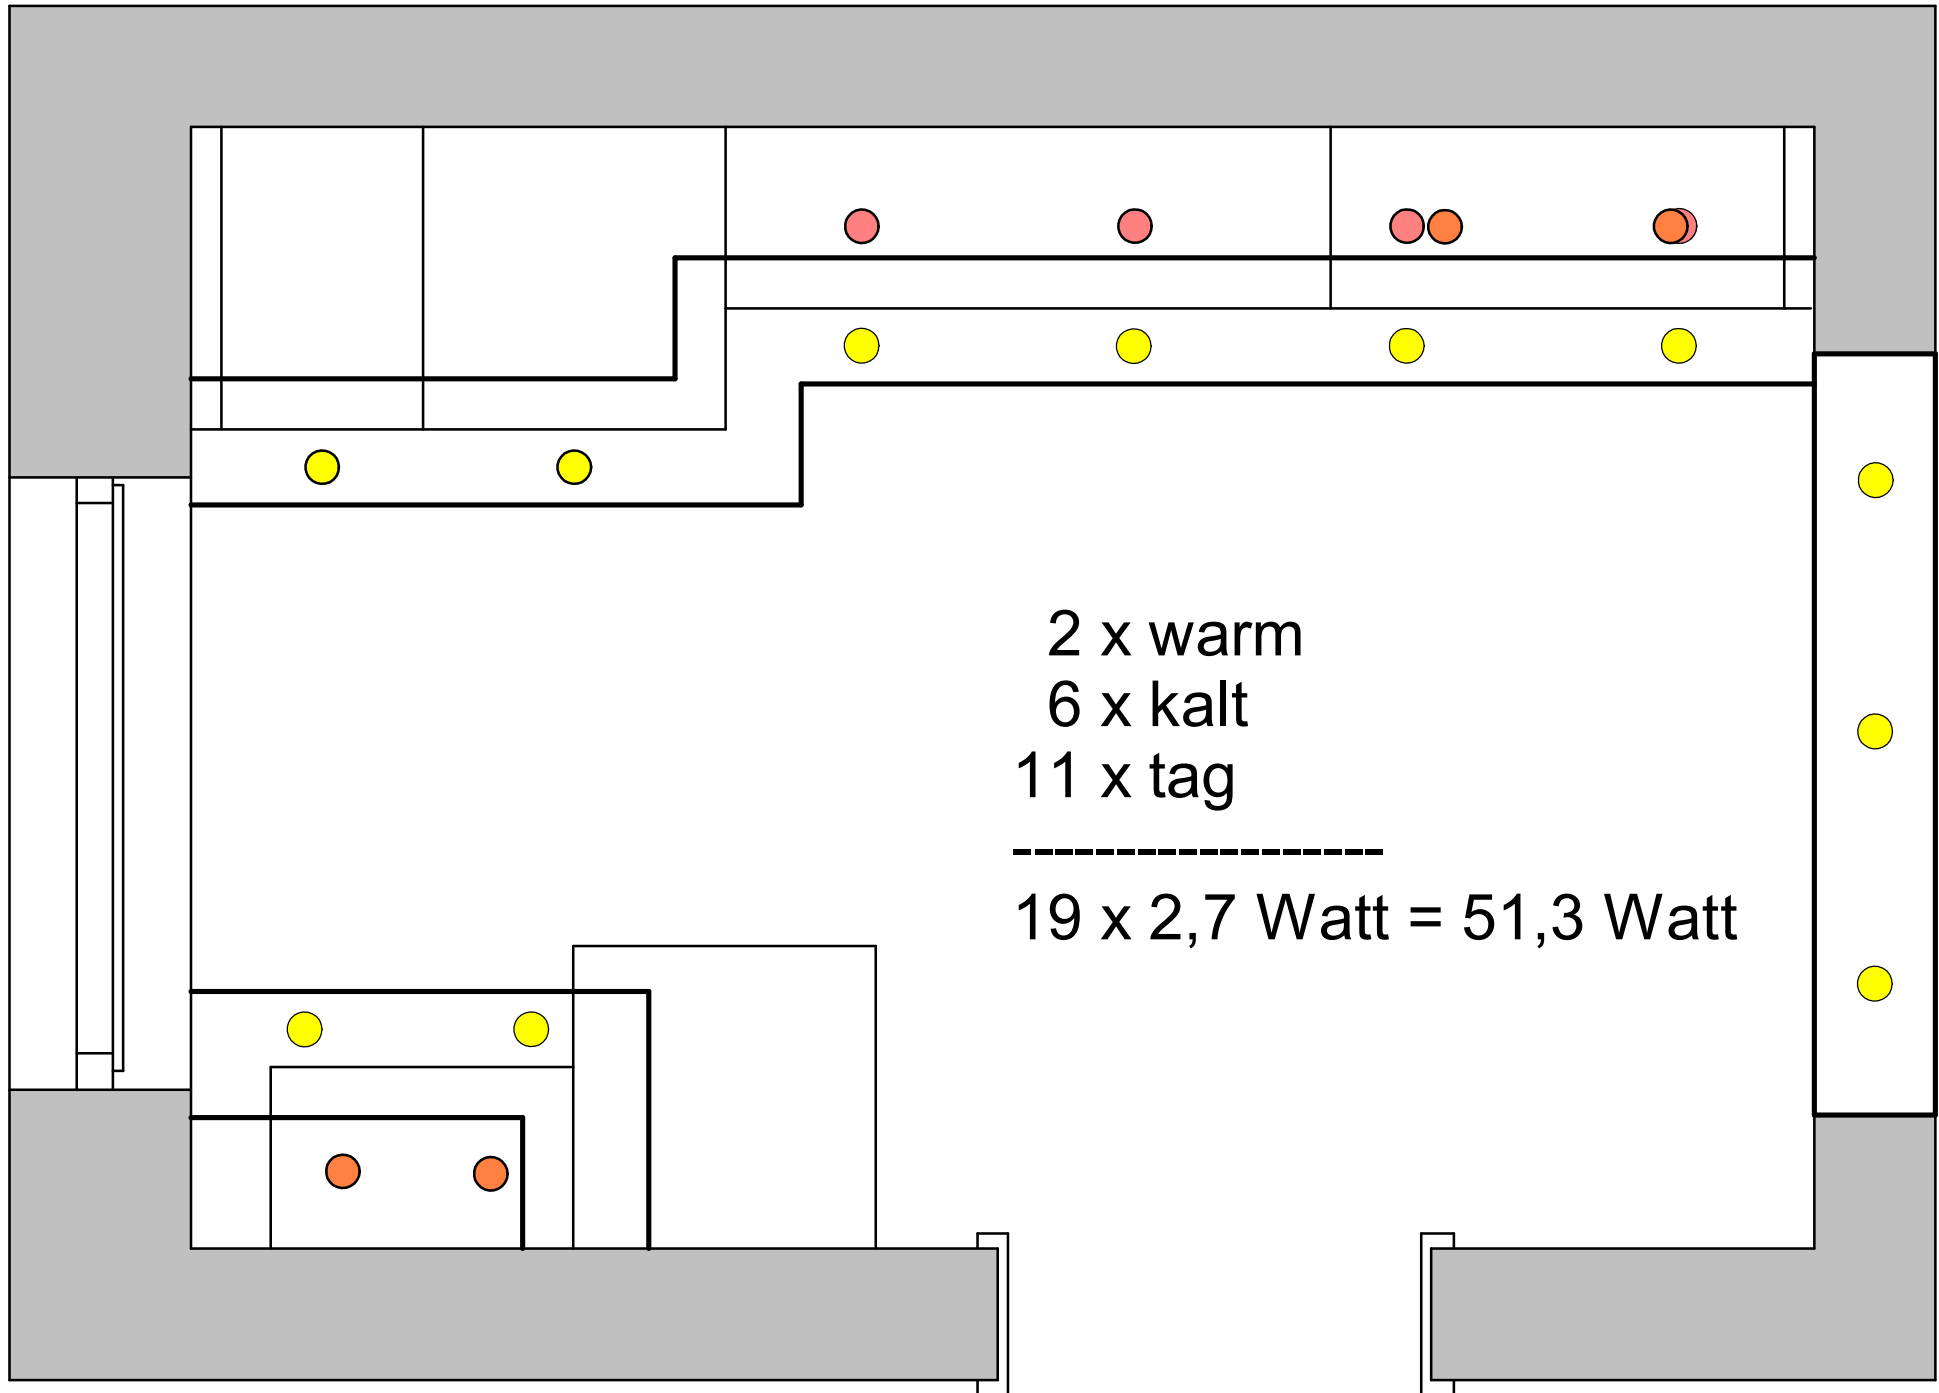 2 x warm
6 x kalt
11 x tag
------------------
19 x 2,7 Watt = 51,3 Watt